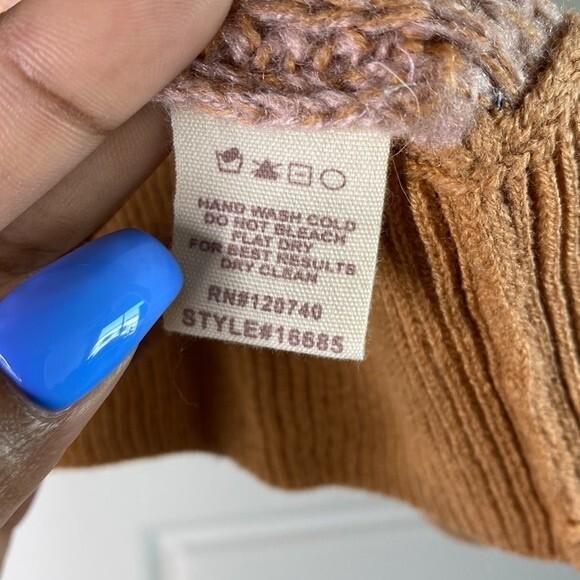 HAND WASH COLD
DO NOT BLEACH
FLAT DRY
FOR BEST RESULTS
DRY CLEAN
RN#120740
STYLE#16685